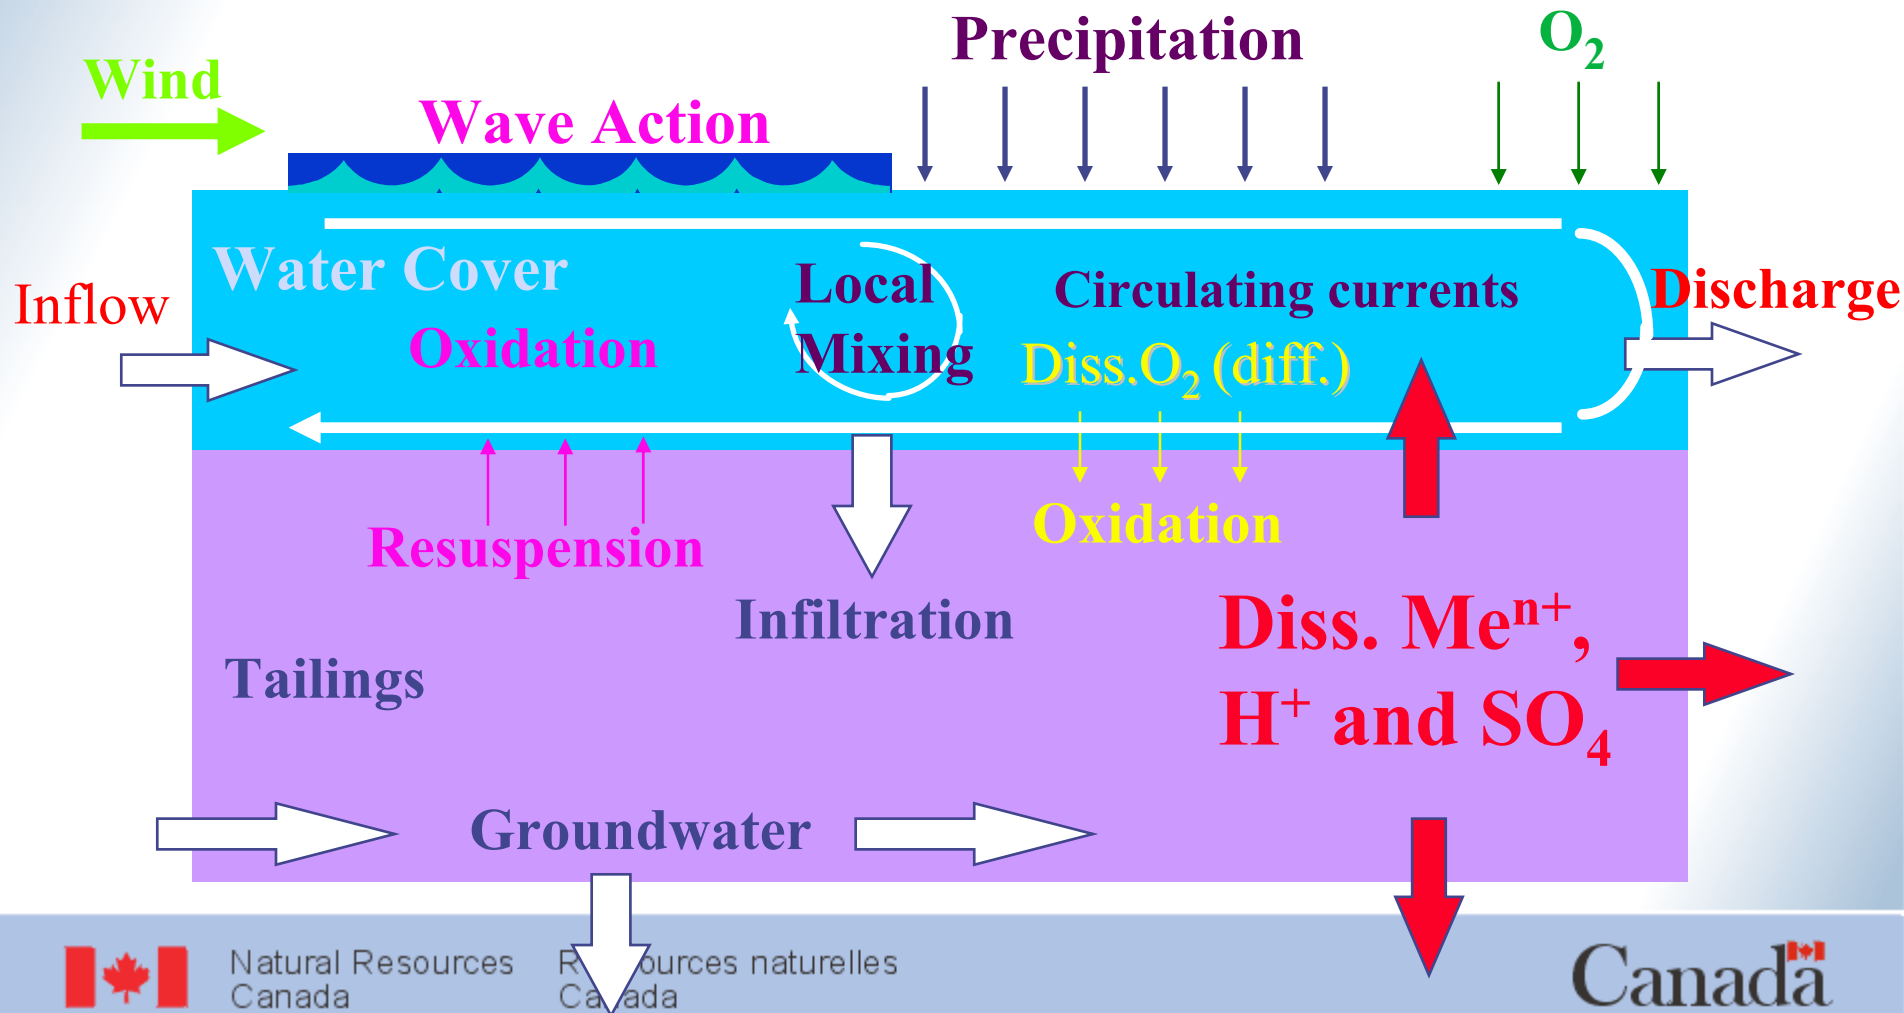 Precipitation
O₂
Wind
Wave Action
Water Cover
Local
Mixing
Circulating currents
Discharge
Inflow
Oxidation
Diss.O₂ (diff.)
Resuspension
Oxidation
Infiltration
Diss. Meⁿ⁺,
H⁺ and SO₄
Tailings
Groundwater
Natural Resources
Canada
naturelles
Canada